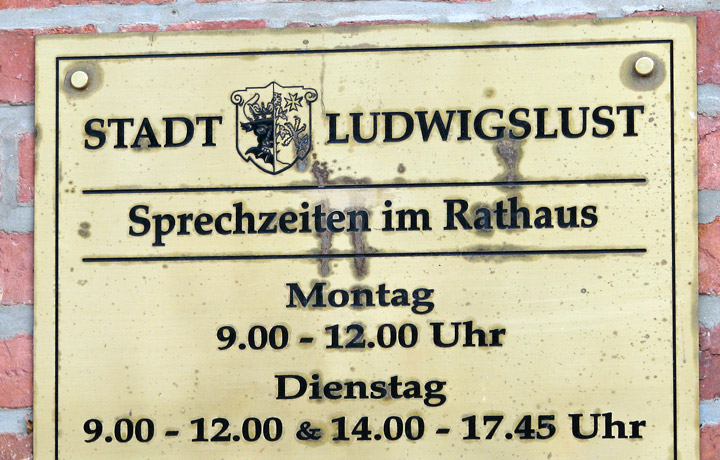 STADT LUDWIGSLUST
Sprechzeiten im Rathaus
Montag
9.00 - 12.00 Uhr
Dienstag
9.00 - 12.00 & 14.00 - 17.45 Uhr